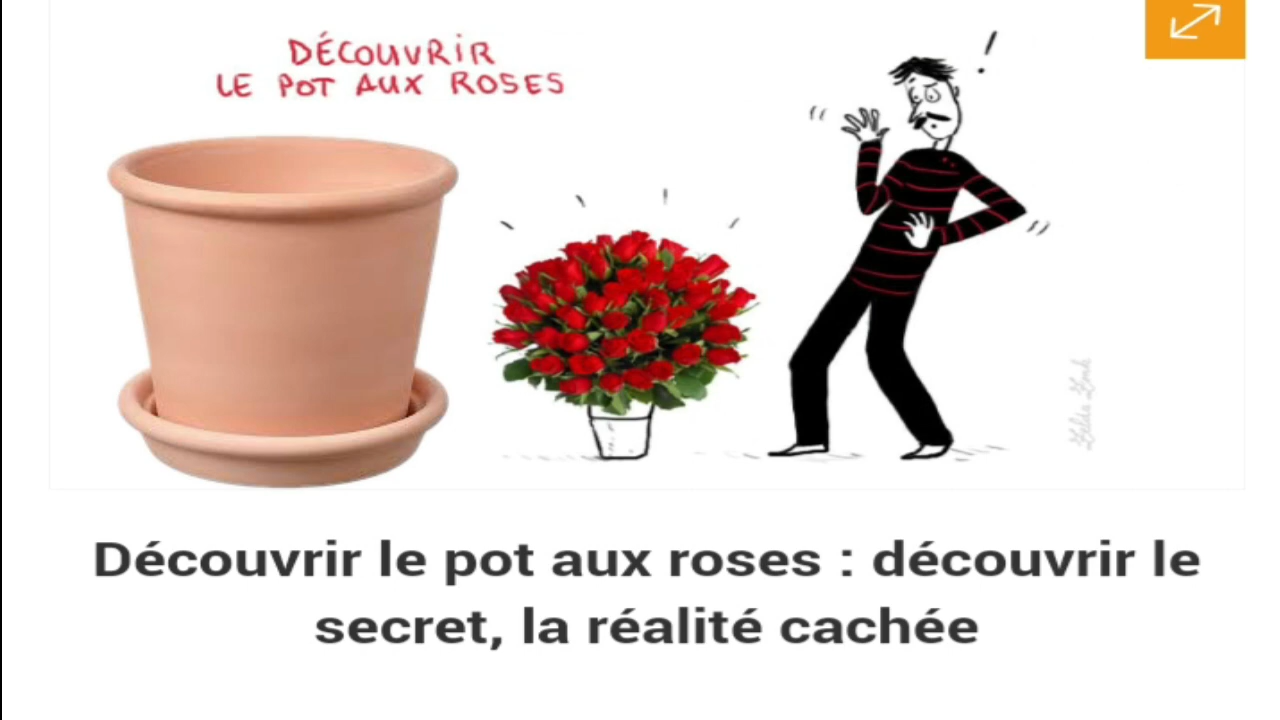 DÉCOUVRIR
LE POT AUX ROSES
!
Découvrir le pot aux roses : découvrir le
secret, la réalité cachée